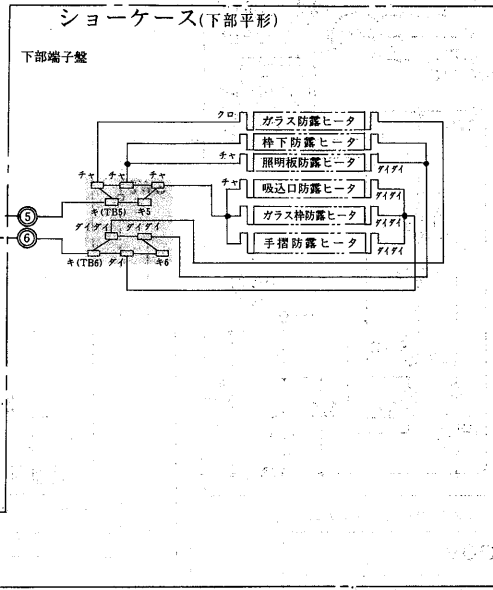 ショーケース(下部平形)
下部端子盤
クロ ガラス防露ヒータ
枠下防露ヒータ
チャ 照明板防露ヒータ ダイダイ
チャ チャ チャ
チャ 吸込口防露ヒータ ダイダイ
⑤ キ(TB5) キ5
ガラス枠防露ヒータ ダイダイ
ダイダイ ダイダイ
⑥
手摺防露ヒータ ダイダイ
キ(TB6) ダイ キ6